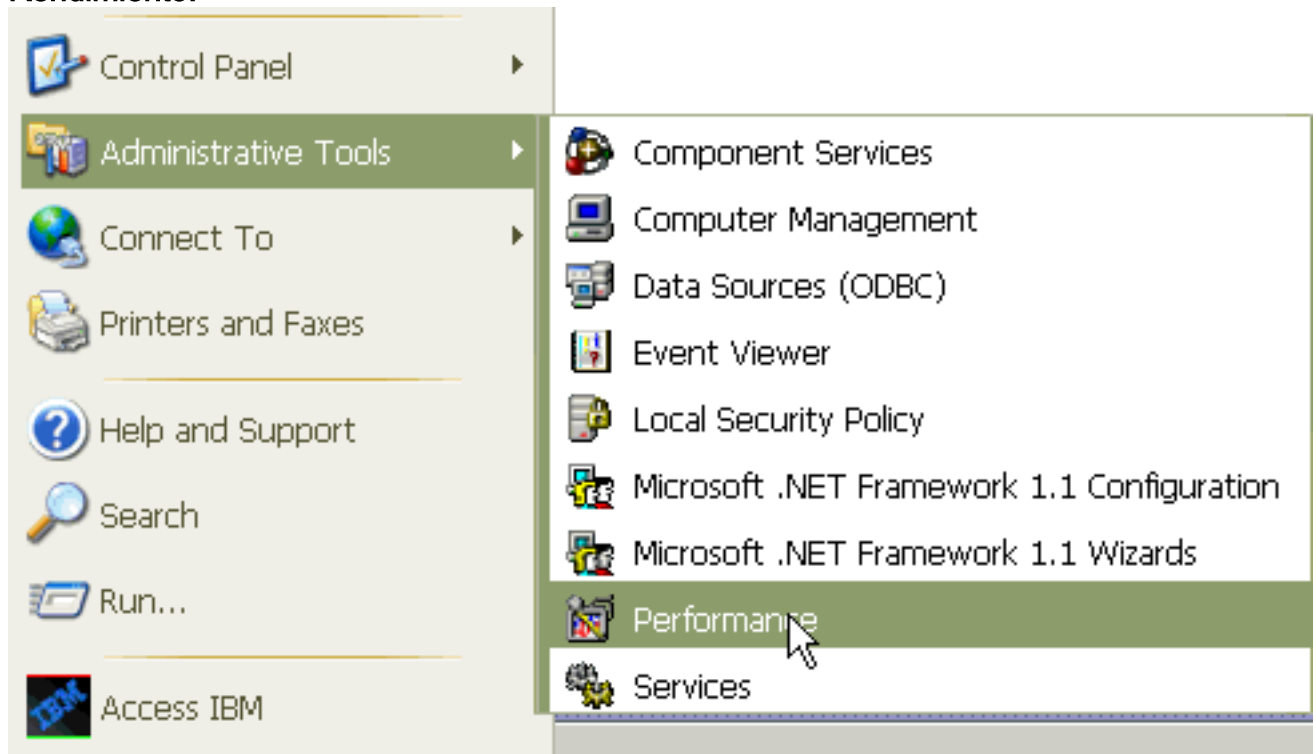 Rendimiento.
Control Panel
Administrative Tools
Connect To
Printers and Faxes
Help and Support
Search
Run...
IBM
Access IBM
Component Services
Computer Management
Data Sources (ODBC)
Event Viewer
Local Security Policy
Microsoft .NET Framework 1.1 Configuration
Microsoft .NET Framework 1.1 Wizards
Performance
Services